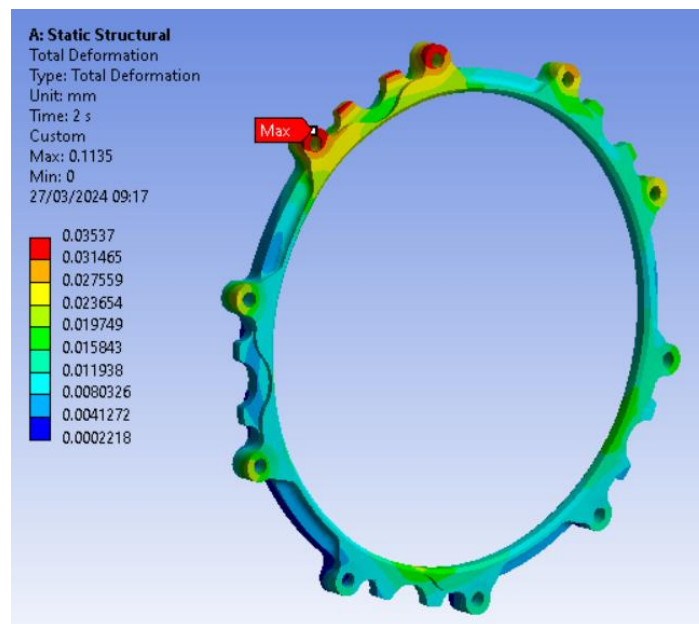 A: Static Structural
Total Deformation
Type: Total Deformation
Unit: mm
Time: 2 s
Custom
Max: 0.1135
Min: 0
27/03/2024 09:17
Max
0.03537
0.031465
0.027559
0.023654
0.019749
0.015843
0.011938
0.0080326
0.0041272
0.0002218